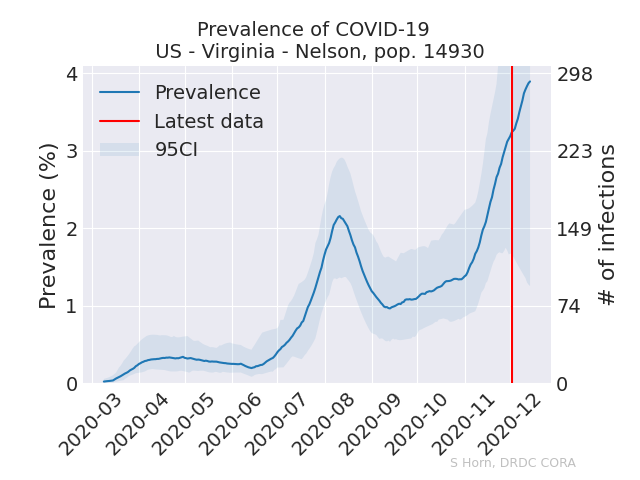 Prevalence of COVID-19
US - Virginia - Nelson, pop. 14930
Prevalence
Latest data
95CI
Prevalence (%)
4
3
2
1
0
298
223
149
74
0
# of infections
2020-03
2020-04
2020-05
2020-06
2020-07
2020-08
2020-09
2020-10
2020-11
2020-12
S Horn, DRDC CORA